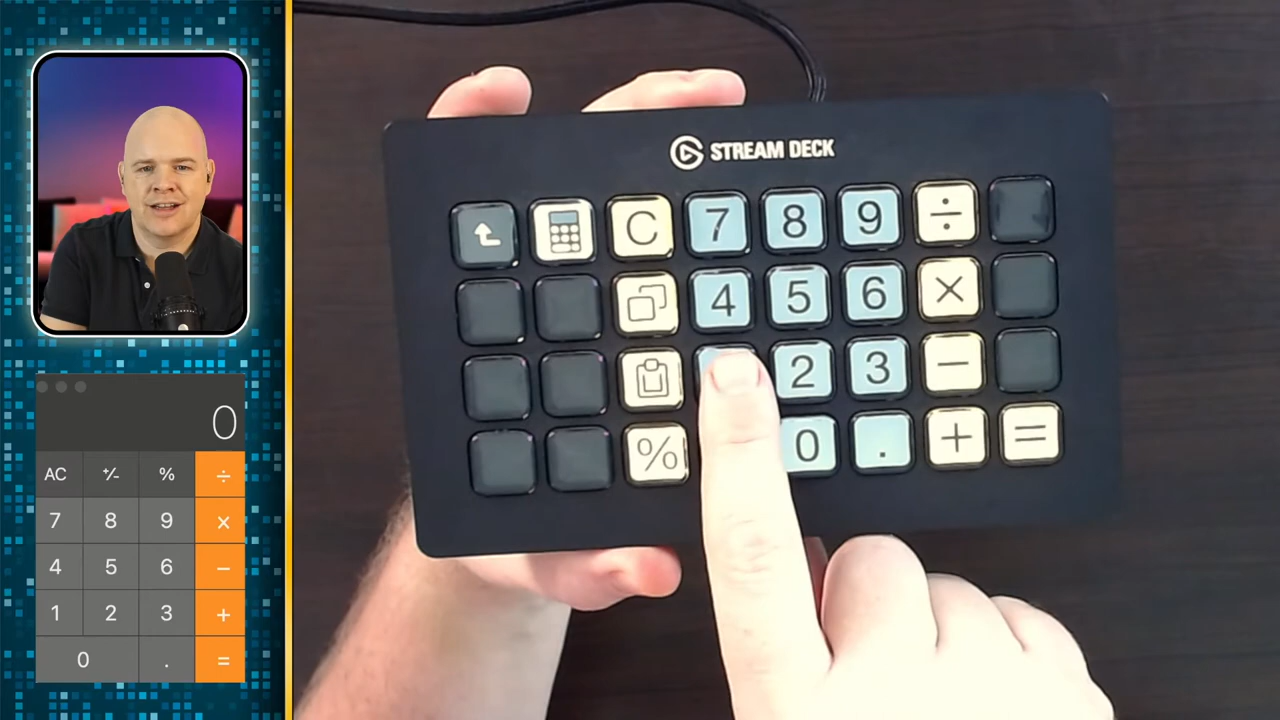 STREAM DECK
C 7 8 9 ÷
4 5 6 ×
2 3 −
% 0 . + =
0
AC +/- % ÷
7 8 9 ×
4 5 6 −
1 2 3 +
0 . =